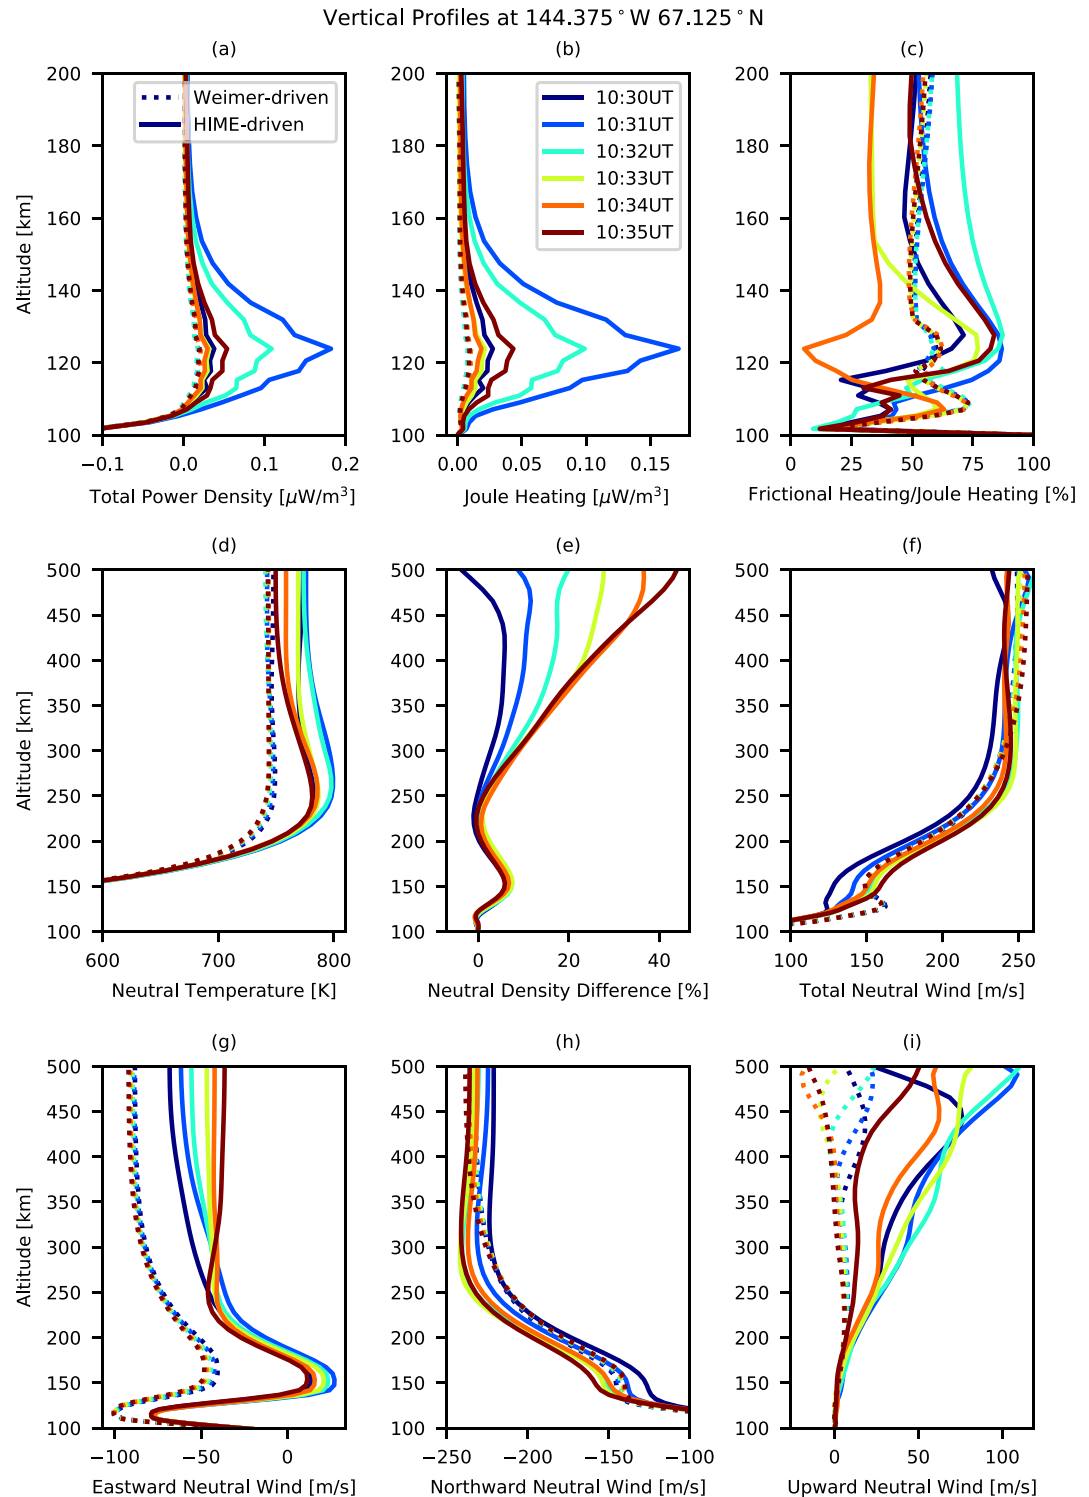 Vertical Profiles at 144.375°W 67.125°N
(a) (b) (c)
200 180 160 140 120 100
Altitude [km]
Weimer-driven
HIME-driven
−0.1 0.0 0.1 0.2
Total Power Density [μW/m³]
200 180 160 140 120 100
10:30UT
10:31UT
10:32UT
10:33UT
10:34UT
10:35UT
0.00 0.05 0.10 0.15
Joule Heating [μW/m³]
200 180 160 140 120 100
0 25 50 75 100
Frictional Heating/Joule Heating [%]
(d) (e) (f)
500 450 400 350 300 250 200 150 100
Altitude [km]
600 700 800
Neutral Temperature [K]
500 450 400 350 300 250 200 150 100
0 20 40
Neutral Density Difference [%]
500 450 400 350 300 250 200 150 100
100 150 200 250
Total Neutral Wind [m/s]
(g) (h) (i)
500 450 400 350 300 250 200 150 100
Altitude [km]
−100 −50 0
Eastward Neutral Wind [m/s]
500 450 400 350 300 250 200 150 100
−250 −200 −150 −100
Northward Neutral Wind [m/s]
500 450 400 350 300 250 200 150 100
0 50 100
Upward Neutral Wind [m/s]